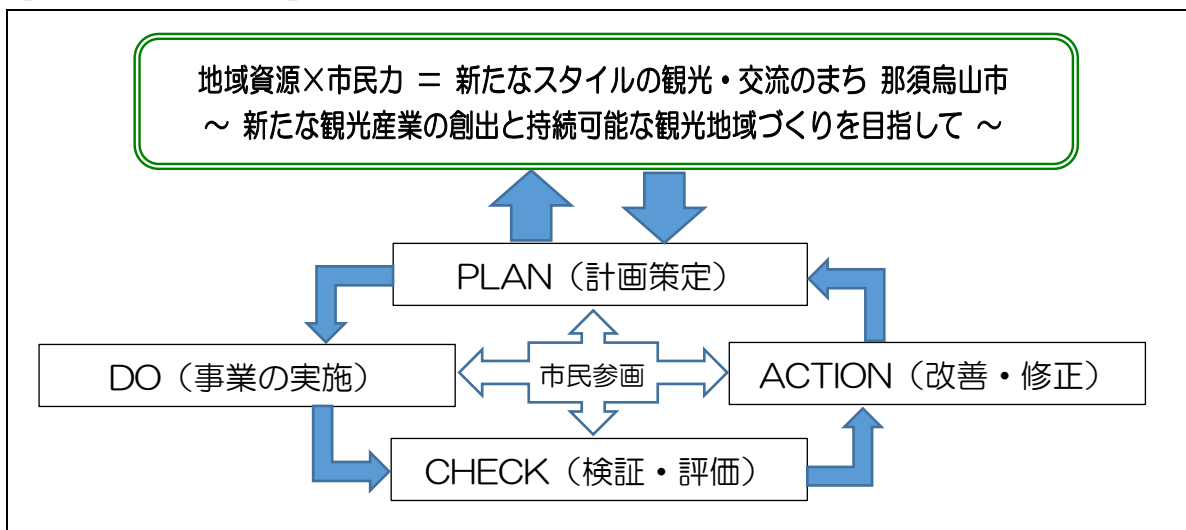 地域資源×市民力 ＝ 新たなスタイルの観光・交流のまち 那須烏山市
～ 新たな観光産業の創出と持続可能な観光地域づくりを目指して ～
PLAN（計画策定）
DO（事業の実施）
市民参画
ACTION（改善・修正）
CHECK（検証・評価）